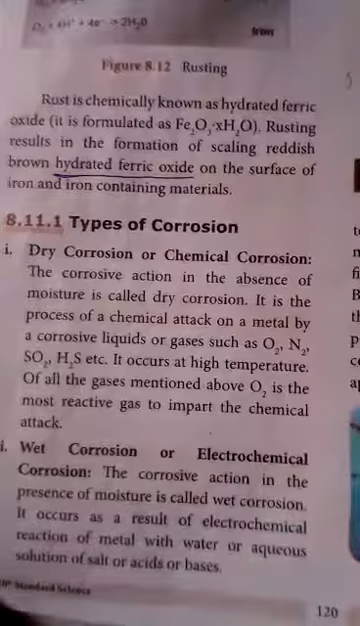 O₂ + 4H⁺ + 4e⁻ → 2H₂O
Iron
Figure 8.12 Rusting
Rust is chemically known as hydrated ferric
oxide (it is formulated as Fe₂O₃·xH₂O). Rusting
results in the formation of scaling reddish
brown hydrated ferric oxide on the surface of
iron and iron containing materials.
8.11.1 Types of Corrosion
i. Dry Corrosion or Chemical Corrosion:
The corrosive action in the absence of
moisture is called dry corrosion. It is the
process of a chemical attack on a metal by
a corrosive liquids or gases such as O₂, N₂,
SO₂, H₂S etc. It occurs at high temperature.
Of all the gases mentioned above O₂ is the
most reactive gas to impart the chemical
attack.
i. Wet Corrosion or Electrochemical
Corrosion: The corrosive action in the
presence of moisture is called wet corrosion.
It occurs as a result of electrochemical
reaction of metal with water or aqueous
solution of salt or acids or bases.
Standard Science
120